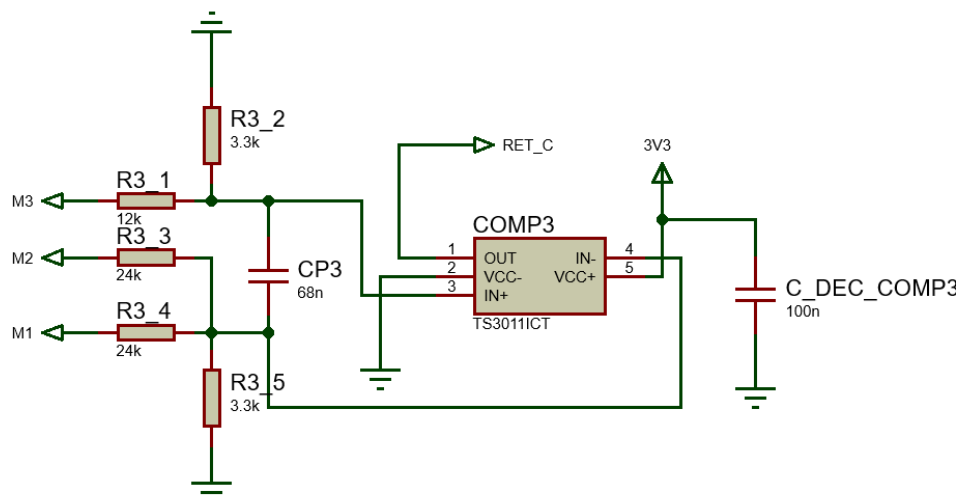 R3_2
3.3k
RET_C
3V3
R3_1
M3
12k
COMP3
R3_3
M2
24k
1
OUT
IN-
4
2
VCC-
VCC+
5
3
IN+
CP3
68n
TS3011ICT
C_DEC_COMP3
100n
R3_4
M1
24k
R3_5
3.3k